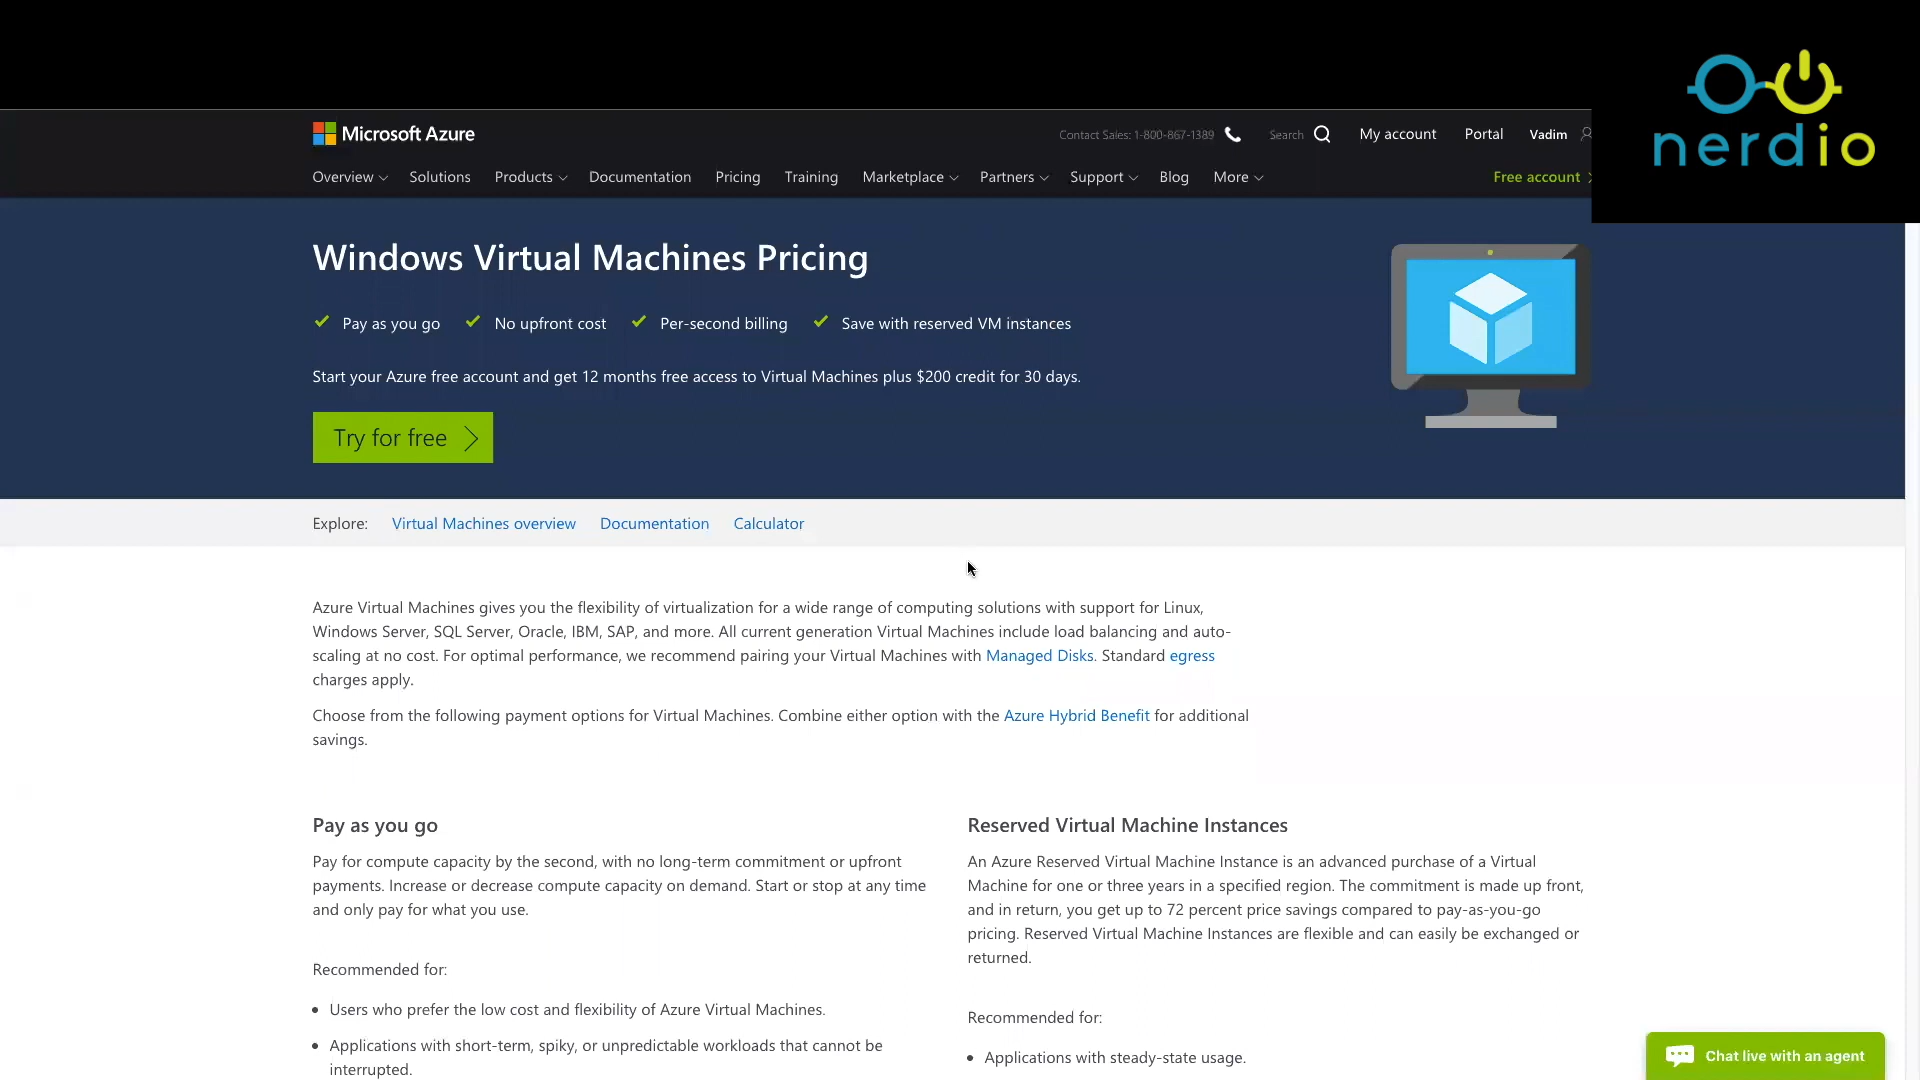 nerdio
Microsoft Azure
Contact Sales: 1-800-867-1389 Search My account Portal Vadim
Overview Solutions Products Documentation Pricing Training Marketplace Partners Support Blog More Free account
Windows Virtual Machines Pricing
Pay as you go No upfront cost Per-second billing Save with reserved VM instances
Start your Azure free account and get 12 months free access to Virtual Machines plus $200 credit for 30 days.
Try for free
Explore: Virtual Machines overview Documentation Calculator
Azure Virtual Machines gives you the flexibility of virtualization for a wide range of computing solutions with support for Linux,
Windows Server, SQL Server, Oracle, IBM, SAP, and more. All current generation Virtual Machines include load balancing and auto-
scaling at no cost. For optimal performance, we recommend pairing your Virtual Machines with Managed Disks. Standard egress
charges apply.
Choose from the following payment options for Virtual Machines. Combine either option with the Azure Hybrid Benefit for additional
savings.
Pay as you go
Pay for compute capacity by the second, with no long-term commitment or upfront
payments. Increase or decrease compute capacity on demand. Start or stop at any time
and only pay for what you use.
Recommended for:
• Users who prefer the low cost and flexibility of Azure Virtual Machines.
• Applications with short-term, spiky, or unpredictable workloads that cannot be
interrupted.
Reserved Virtual Machine Instances
An Azure Reserved Virtual Machine Instance is an advanced purchase of a Virtual
Machine for one or three years in a specified region. The commitment is made up front,
and in return, you get up to 72 percent price savings compared to pay-as-you-go
pricing. Reserved Virtual Machine Instances are flexible and can easily be exchanged or
returned.
Recommended for:
• Applications with steady-state usage.
Chat live with an agent